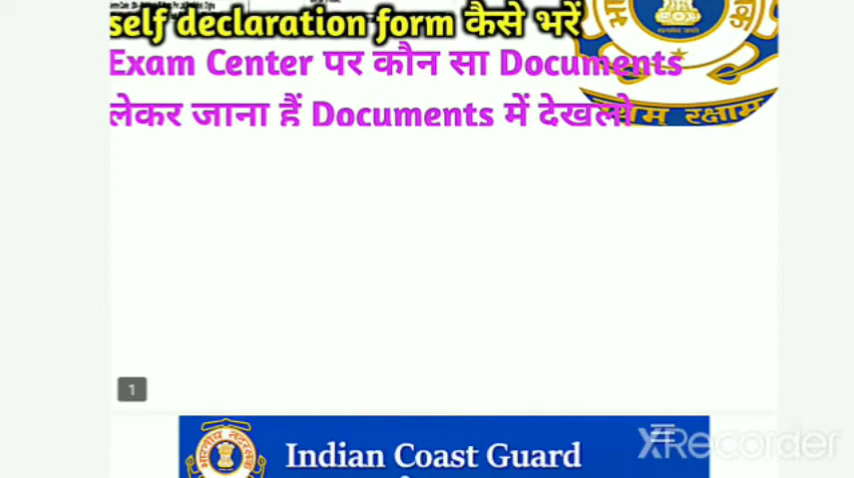 self declaration form कैसे भरें
Exam Center पर कौन सा Documents
लेकर जाना हैं Documents में देखलो
1
Indian Coast Guard
XRecorder